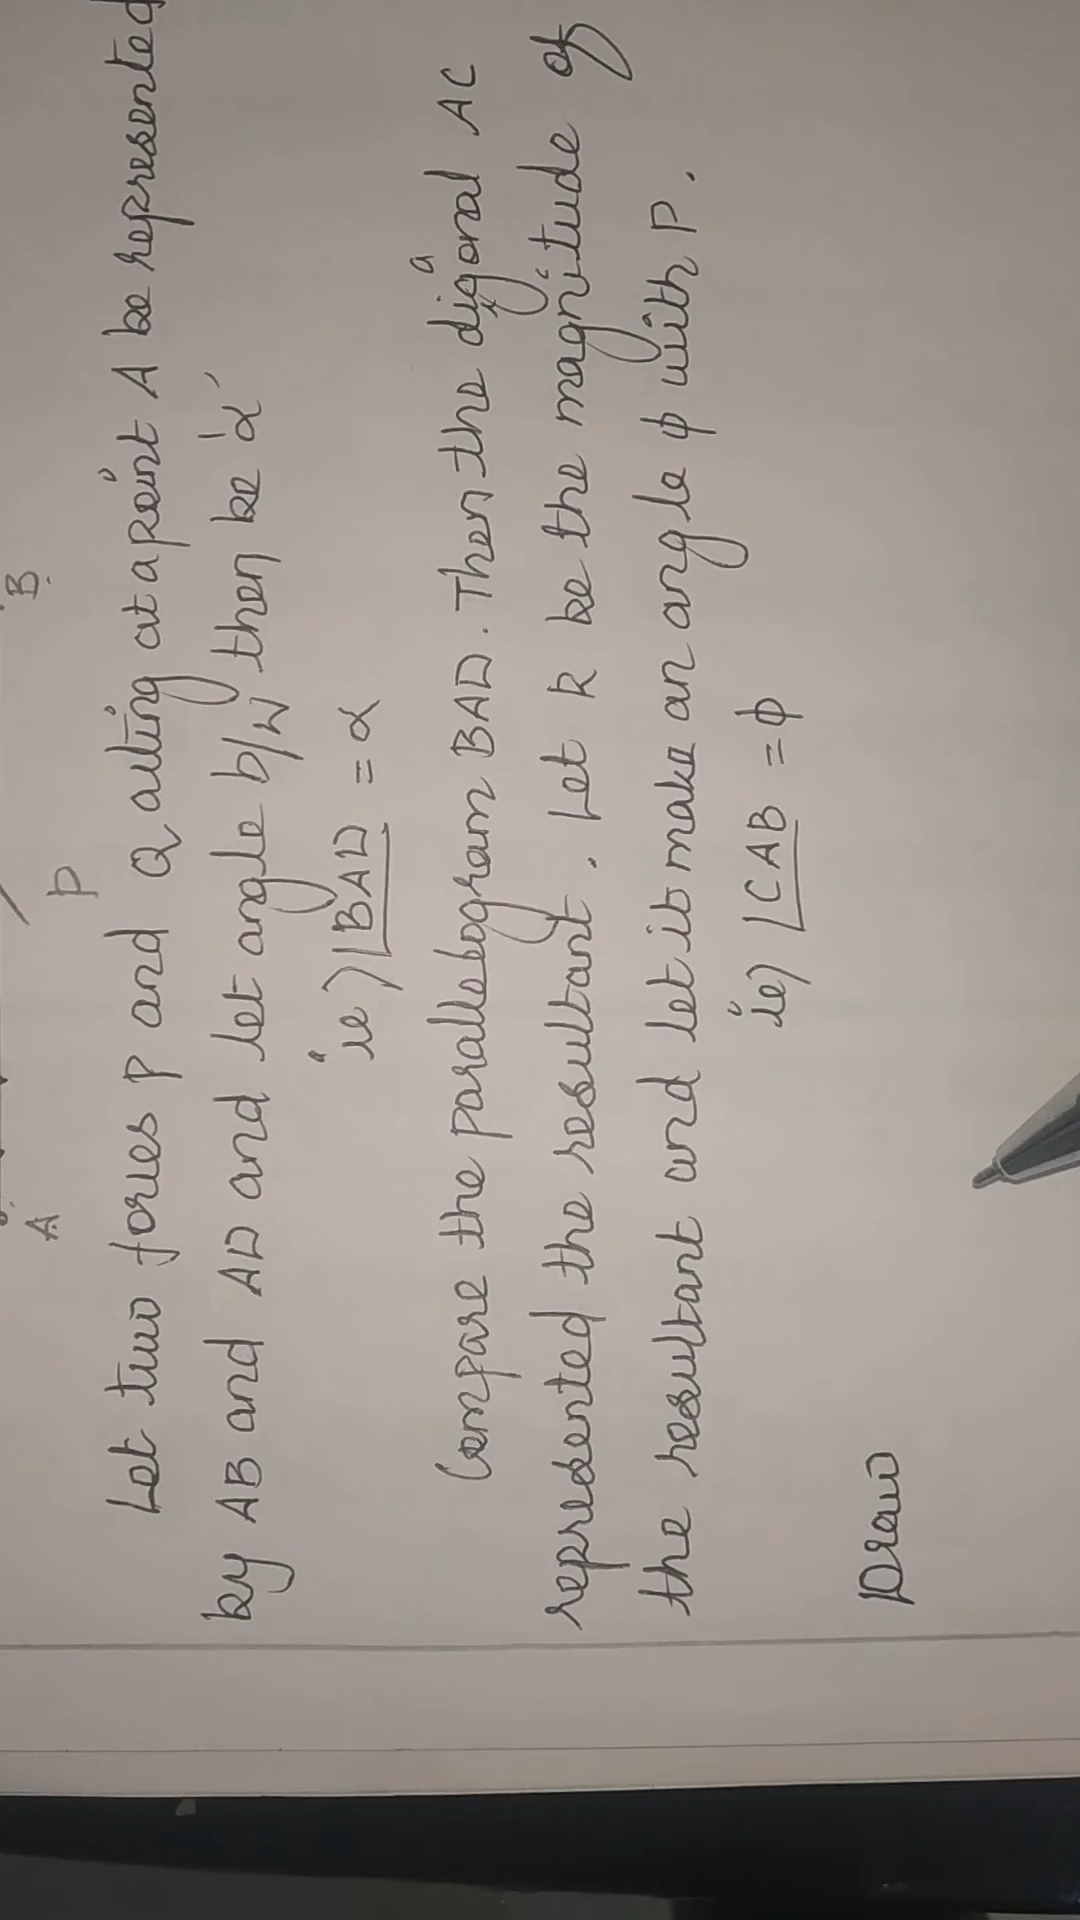 A B
P
Let two forces P and Q acting at a point A be represented
by AB and AD and let angle b/w then be 'α'
ie) ∠BAD = α
Compare the parallelogram BAD. Then the digonal AC
a
represented the resultant. Let R be the magnitude of
the resultant and let it make an angle φ with P.
ie) ∠CAB = φ
Draw